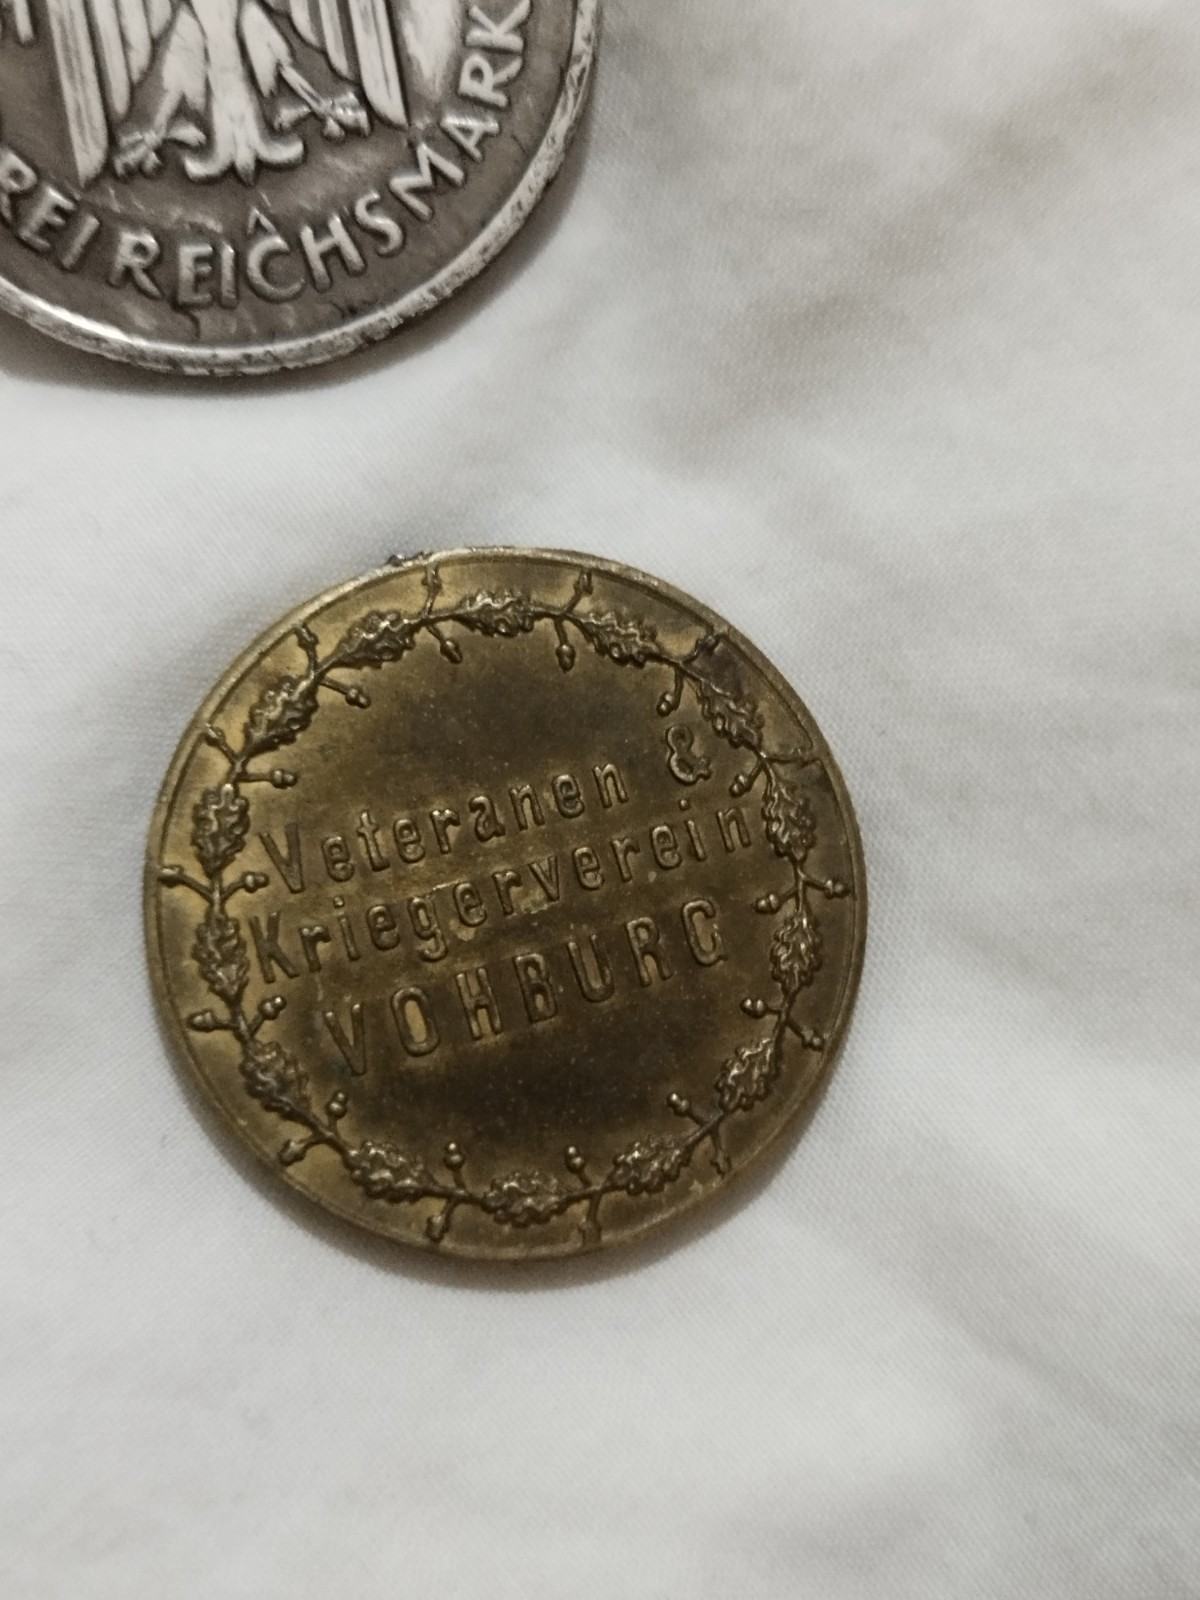 REI REICHSMARK
A
Veteranen &
Kriegerverein
VOHBURG